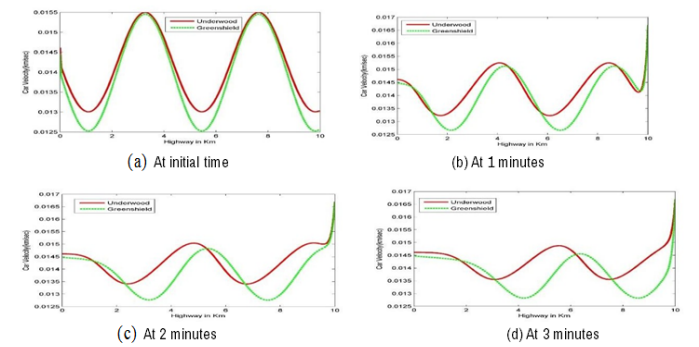 0.0155
0.015
0.0145
0.014
0.0135
0.013
0.0125
Car Velocity(km/sec)
Underwood
Greenshield
0 2 4 6 8 10
Highway in Km
(a) At initial time
0.017
0.0165
0.016
0.0155
0.015
0.0145
0.014
0.0135
0.013
0.0125
Car Velocity(km/sec)
Underwood
Greenshield
0 2 4 6 8 10
Highway in Km
(b) At 1 minutes
0.017
0.0165
0.016
0.0155
0.015
0.0145
0.014
0.0135
0.013
0.0125
Car Velocity(km/sec)
Underwood
Greenshield
0 2 4 6 8 10
Highway in Km
(c) At 2 minutes
0.017
0.0165
0.016
0.0155
0.015
0.0145
0.014
0.0135
0.013
0.0125
Car Velocity(km/sec)
Underwood
Greenshield
0 2 4 6 8 10
Highway in Km
(d) At 3 minutes